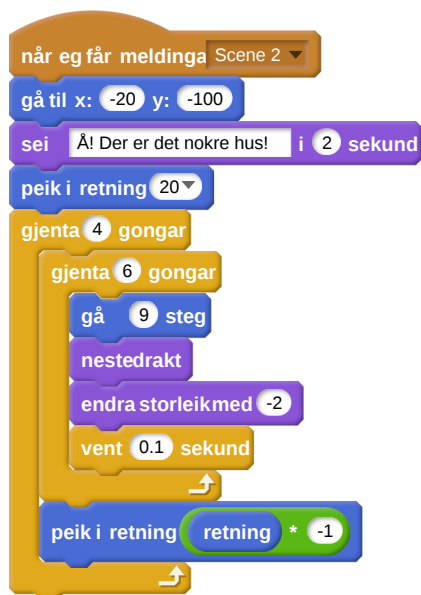 når eg får meldinga Scene 2
gå til x: -20 y: -100
sei Å! Der er det nokre hus! i 2 sekund
peik i retning 20
gjenta 4 gongar
gjenta 6 gongar
gå 9 steg
nestedrakt
endra storleikmed -2
vent 0.1 sekund
peik i retning retning * -1